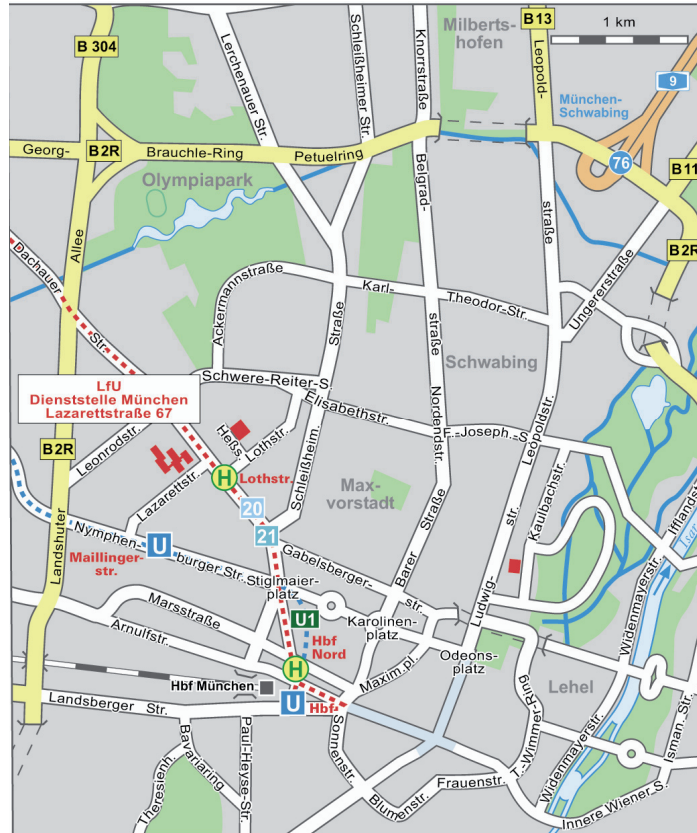 B 304
B13
1 km
Milberts-
hofen
Lerchenauer Str.
Schleißheimer Str.
Knorrstraße
Leopold-
9
München-
Schwabing
76
B11
B2R
Georg-
B2R
Brauchle-Ring
Petuelring
Olympiapark
Belgrad-
straße
Allee
Dachauer
Str.
Ackermannstraße
Karl-
Theodor-Str.
Ungererstraße
Straße
straße
Schwabing
LfU
Dienststelle München
Lazarettstraße 67
Schwere-Reiter-S.
Elisabethstr.
Nordendstr.
F.-Joseph.-S.
Leopoldstr.
B2R
Leonrodstr.
Heßs.
Lothstr.
Schleißheim.
H
Lothstr.
Max-
vorstadt
Kaulbachstr.
Lazarettstr.
20
21
Straße
str.
Ifflandstr.
Isar
Landshuter
Nymphen-
burger Str.
U
Maillinger-
str.
Gabelsberger-
str.
Barer
Ludwig-
Widenmayerstr.
Stiglmaier-
platz
Marsstraße
Arnulfstr.
U1
Karolinen-
platz
Hbf
Nord
Odeons-
platz
Maxim.pl.
H
Hbf München
U
Hbf
Lehel
Landsberger Str.
Bavariaring
Theresienh.
Paul-Heyse-Str.
Sonnenstr.
Blumenstr.
Frauenstr.
T.-Wimmer-Ring
Widenmayerstr.
Isman. Str.
Innere Wiener S.